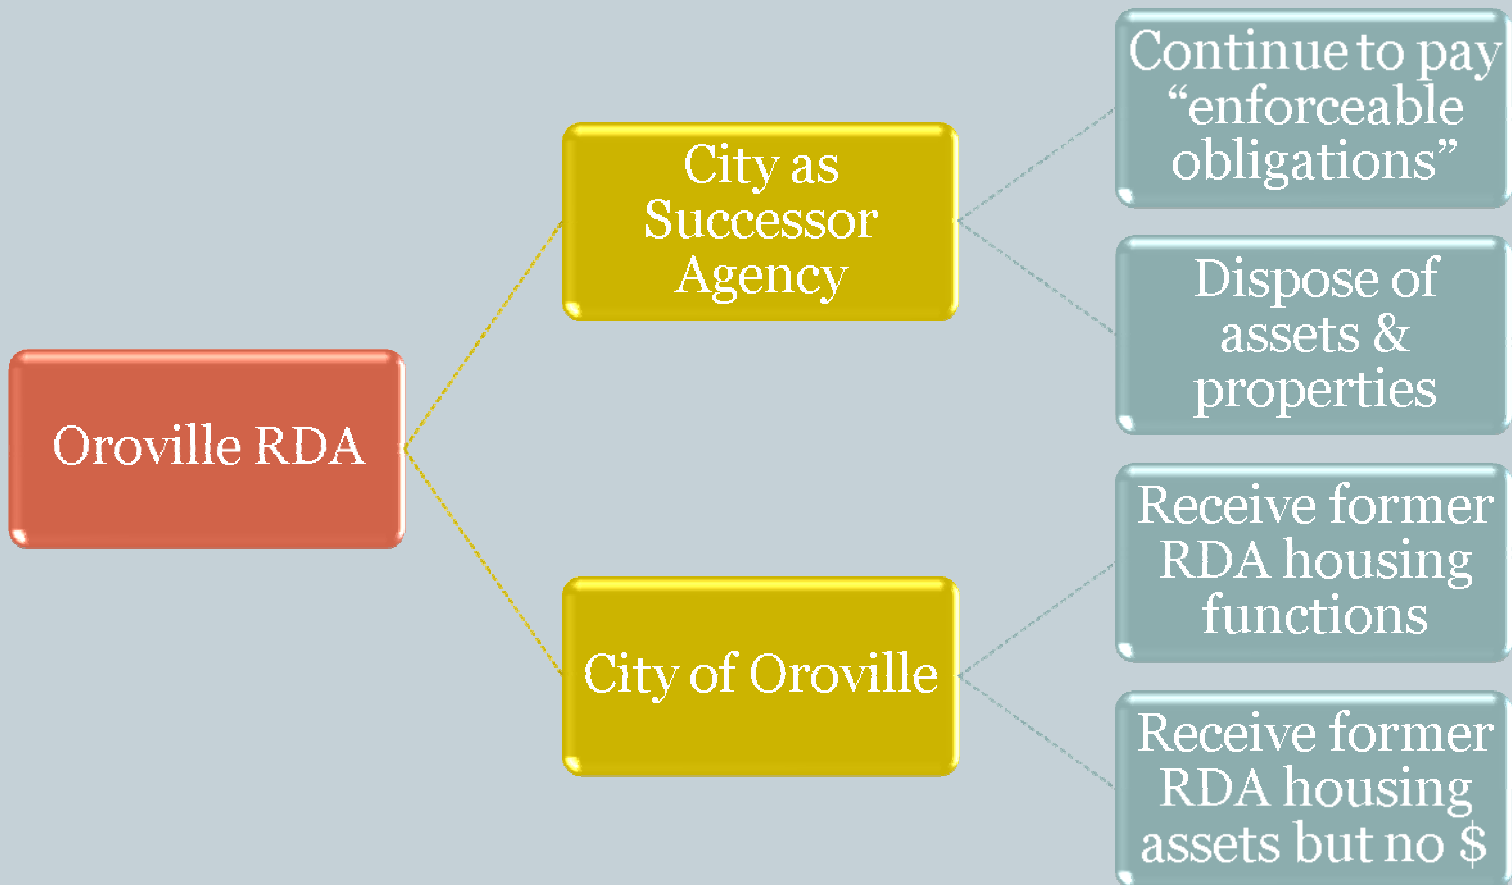 Oroville RDA
City as
Successor
Agency
City of Oroville
Continue to pay
“enforceable
obligations”
Dispose of
assets &
properties
Receive former
RDA housing
functions
Receive former
RDA housing
assets but no $